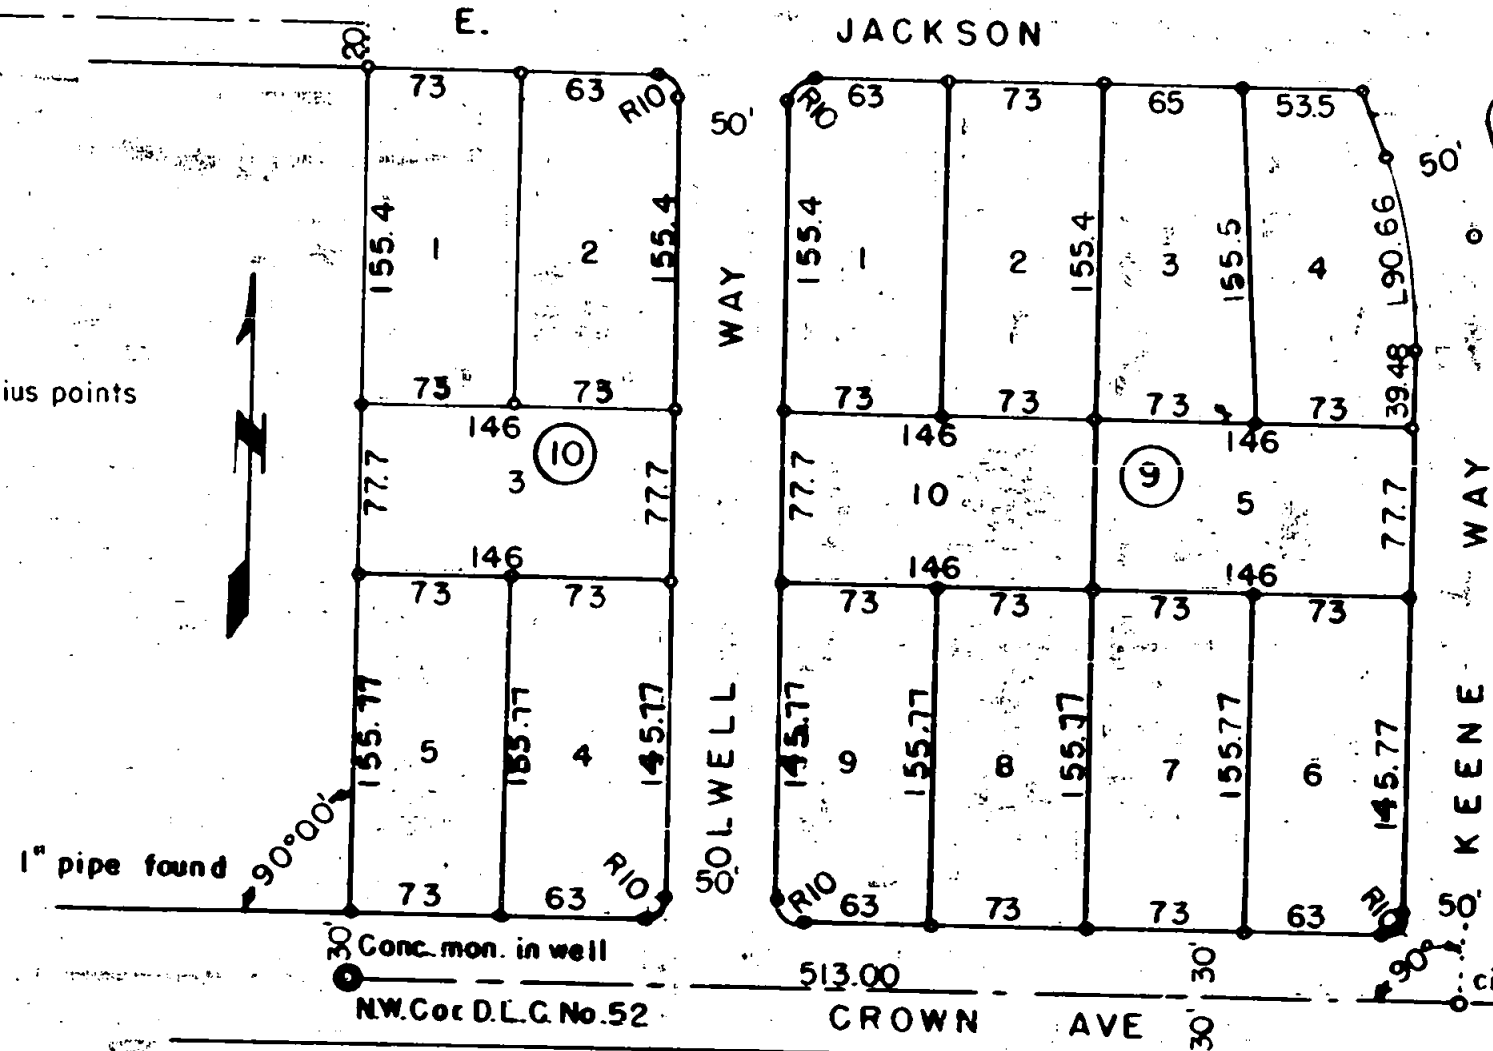 E. JACKSON
20'
73 63 R10 50' R10 63 73 65 53.5 50'
155.4 1 2 155.4 WAY 155.4 1 2 155.4 3 155.5 4 L90.66
ius points
N
73 73 73 73 73 73 39.48
146 10 146 9 146
77.7 3 77.7 77.7 10 5 77.7 WAY
146 146 146
73 73 73 73 73 73
155.77 5 155.77 4 145.77 OLWELL 145.77 9 155.77 8 155.77 7 155.77 6 145.77 KEENE
90°00'
1" pipe found
73 63 R10 50' R10 63 73 73 63 R10 50'
30' Conc. mon. in well 30' 90°
513.00
N.W. Cor. D.L.C. No. 52 CROWN AVE 30'